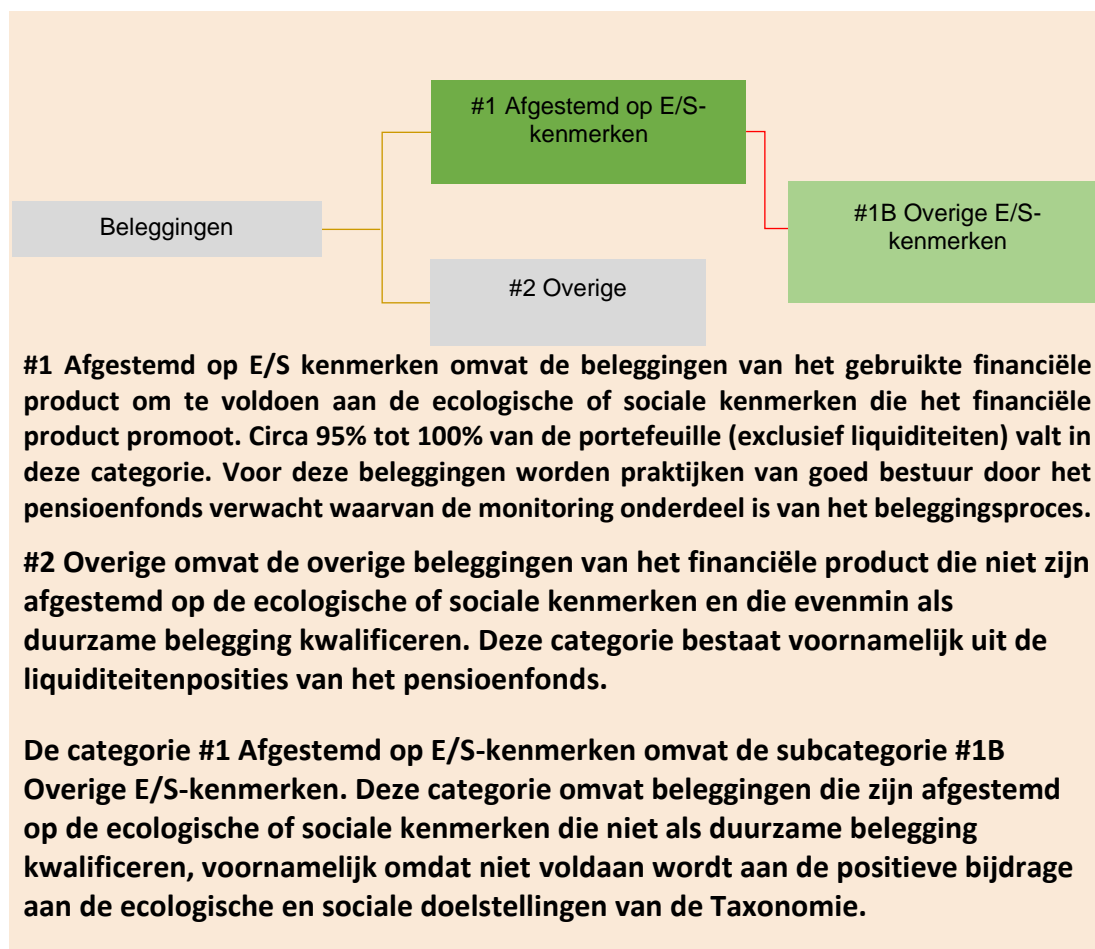 #1 Afgestemd op E/S-
kenmerken
Beleggingen
#1B Overige E/S-
kenmerken
#2 Overige
#1 Afgestemd op E/S kenmerken omvat de beleggingen van het gebruikte financiële
product om te voldoen aan de ecologische of sociale kenmerken die het financiële
product promoot. Circa 95% tot 100% van de portefeuille (exclusief liquiditeiten) valt in
deze categorie. Voor deze beleggingen worden praktijken van goed bestuur door het
pensioenfonds verwacht waarvan de monitoring onderdeel is van het beleggingsproces.
#2 Overige omvat de overige beleggingen van het financiële product die niet zijn
afgestemd op de ecologische of sociale kenmerken en die evenmin als
duurzame belegging kwalificeren. Deze categorie bestaat voornamelijk uit de
liquiditeitenposities van het pensioenfonds.
De categorie #1 Afgestemd op E/S-kenmerken omvat de subcategorie #1B
Overige E/S-kenmerken. Deze categorie omvat beleggingen die zijn afgestemd
op de ecologische of sociale kenmerken die niet als duurzame belegging
kwalificeren, voornamelijk omdat niet voldaan wordt aan de positieve bijdrage
aan de ecologische en sociale doelstellingen van de Taxonomie.